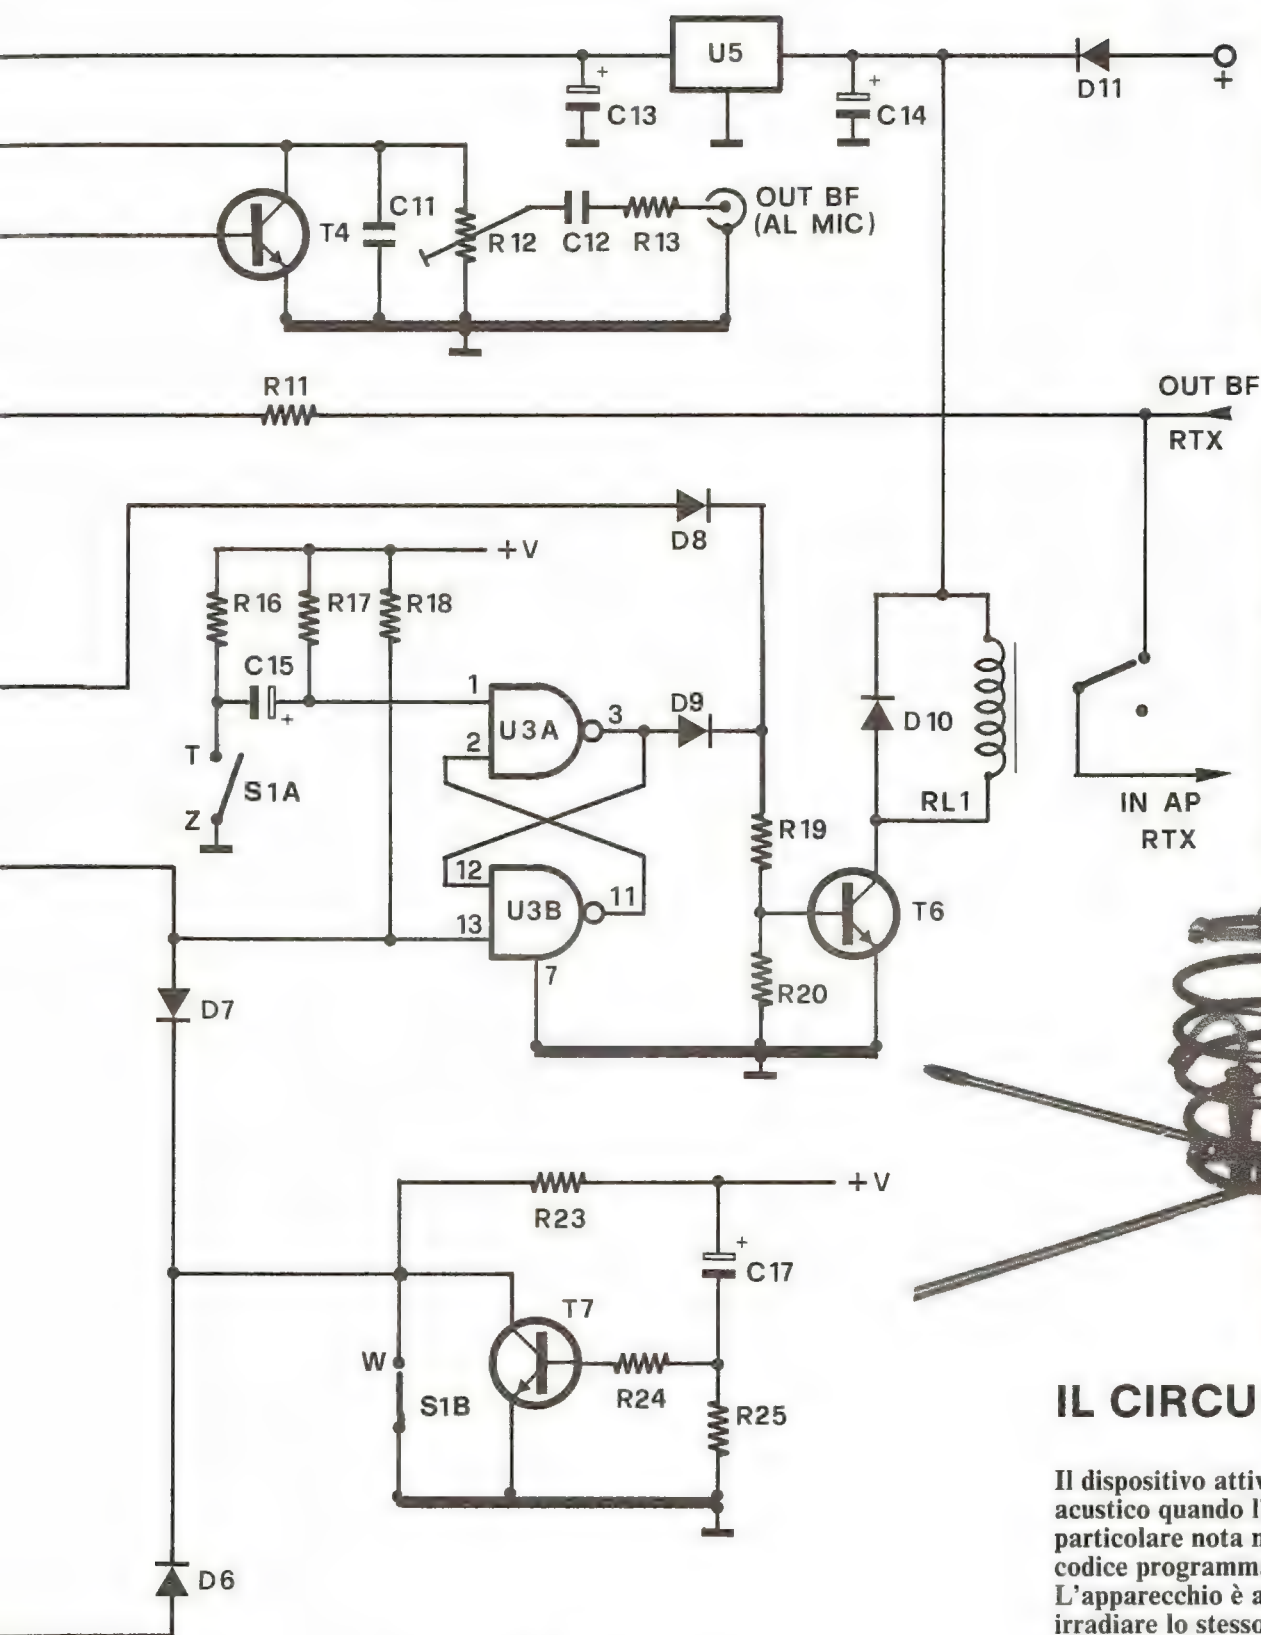 U5
+
C13
+
C14
D11
+
T4
C11
R12
C12
R13
OUT BF
(AL MIC)
R11
OUT BF
RTX
D8
+V
R16
R17
R18
C15
+
1
2
U3A
3
D9
T
S1A
Z
D10
RL1
IN AP
RTX
R19
12
13
U3B
11
7
T6
R20
D7
+V
R23
+
C17
T7
W
S1B
R24
R25
D6
IL CIRCU
Il dispositivo attiv
acustico quando l'
particolare nota m
codice programma
L'apparecchio è a
irradiare lo stesso